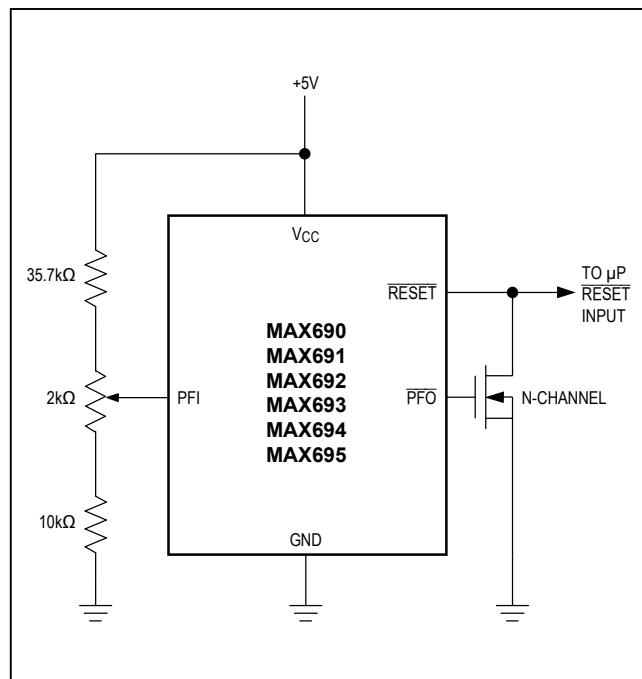 +5V
VCC
35.7kΩ
RESET
TO µP
RESET
INPUT
MAX690
MAX691
MAX692
MAX693
MAX694
MAX695
2kΩ
PFI
PFO
N-CHANNEL
10kΩ
GND